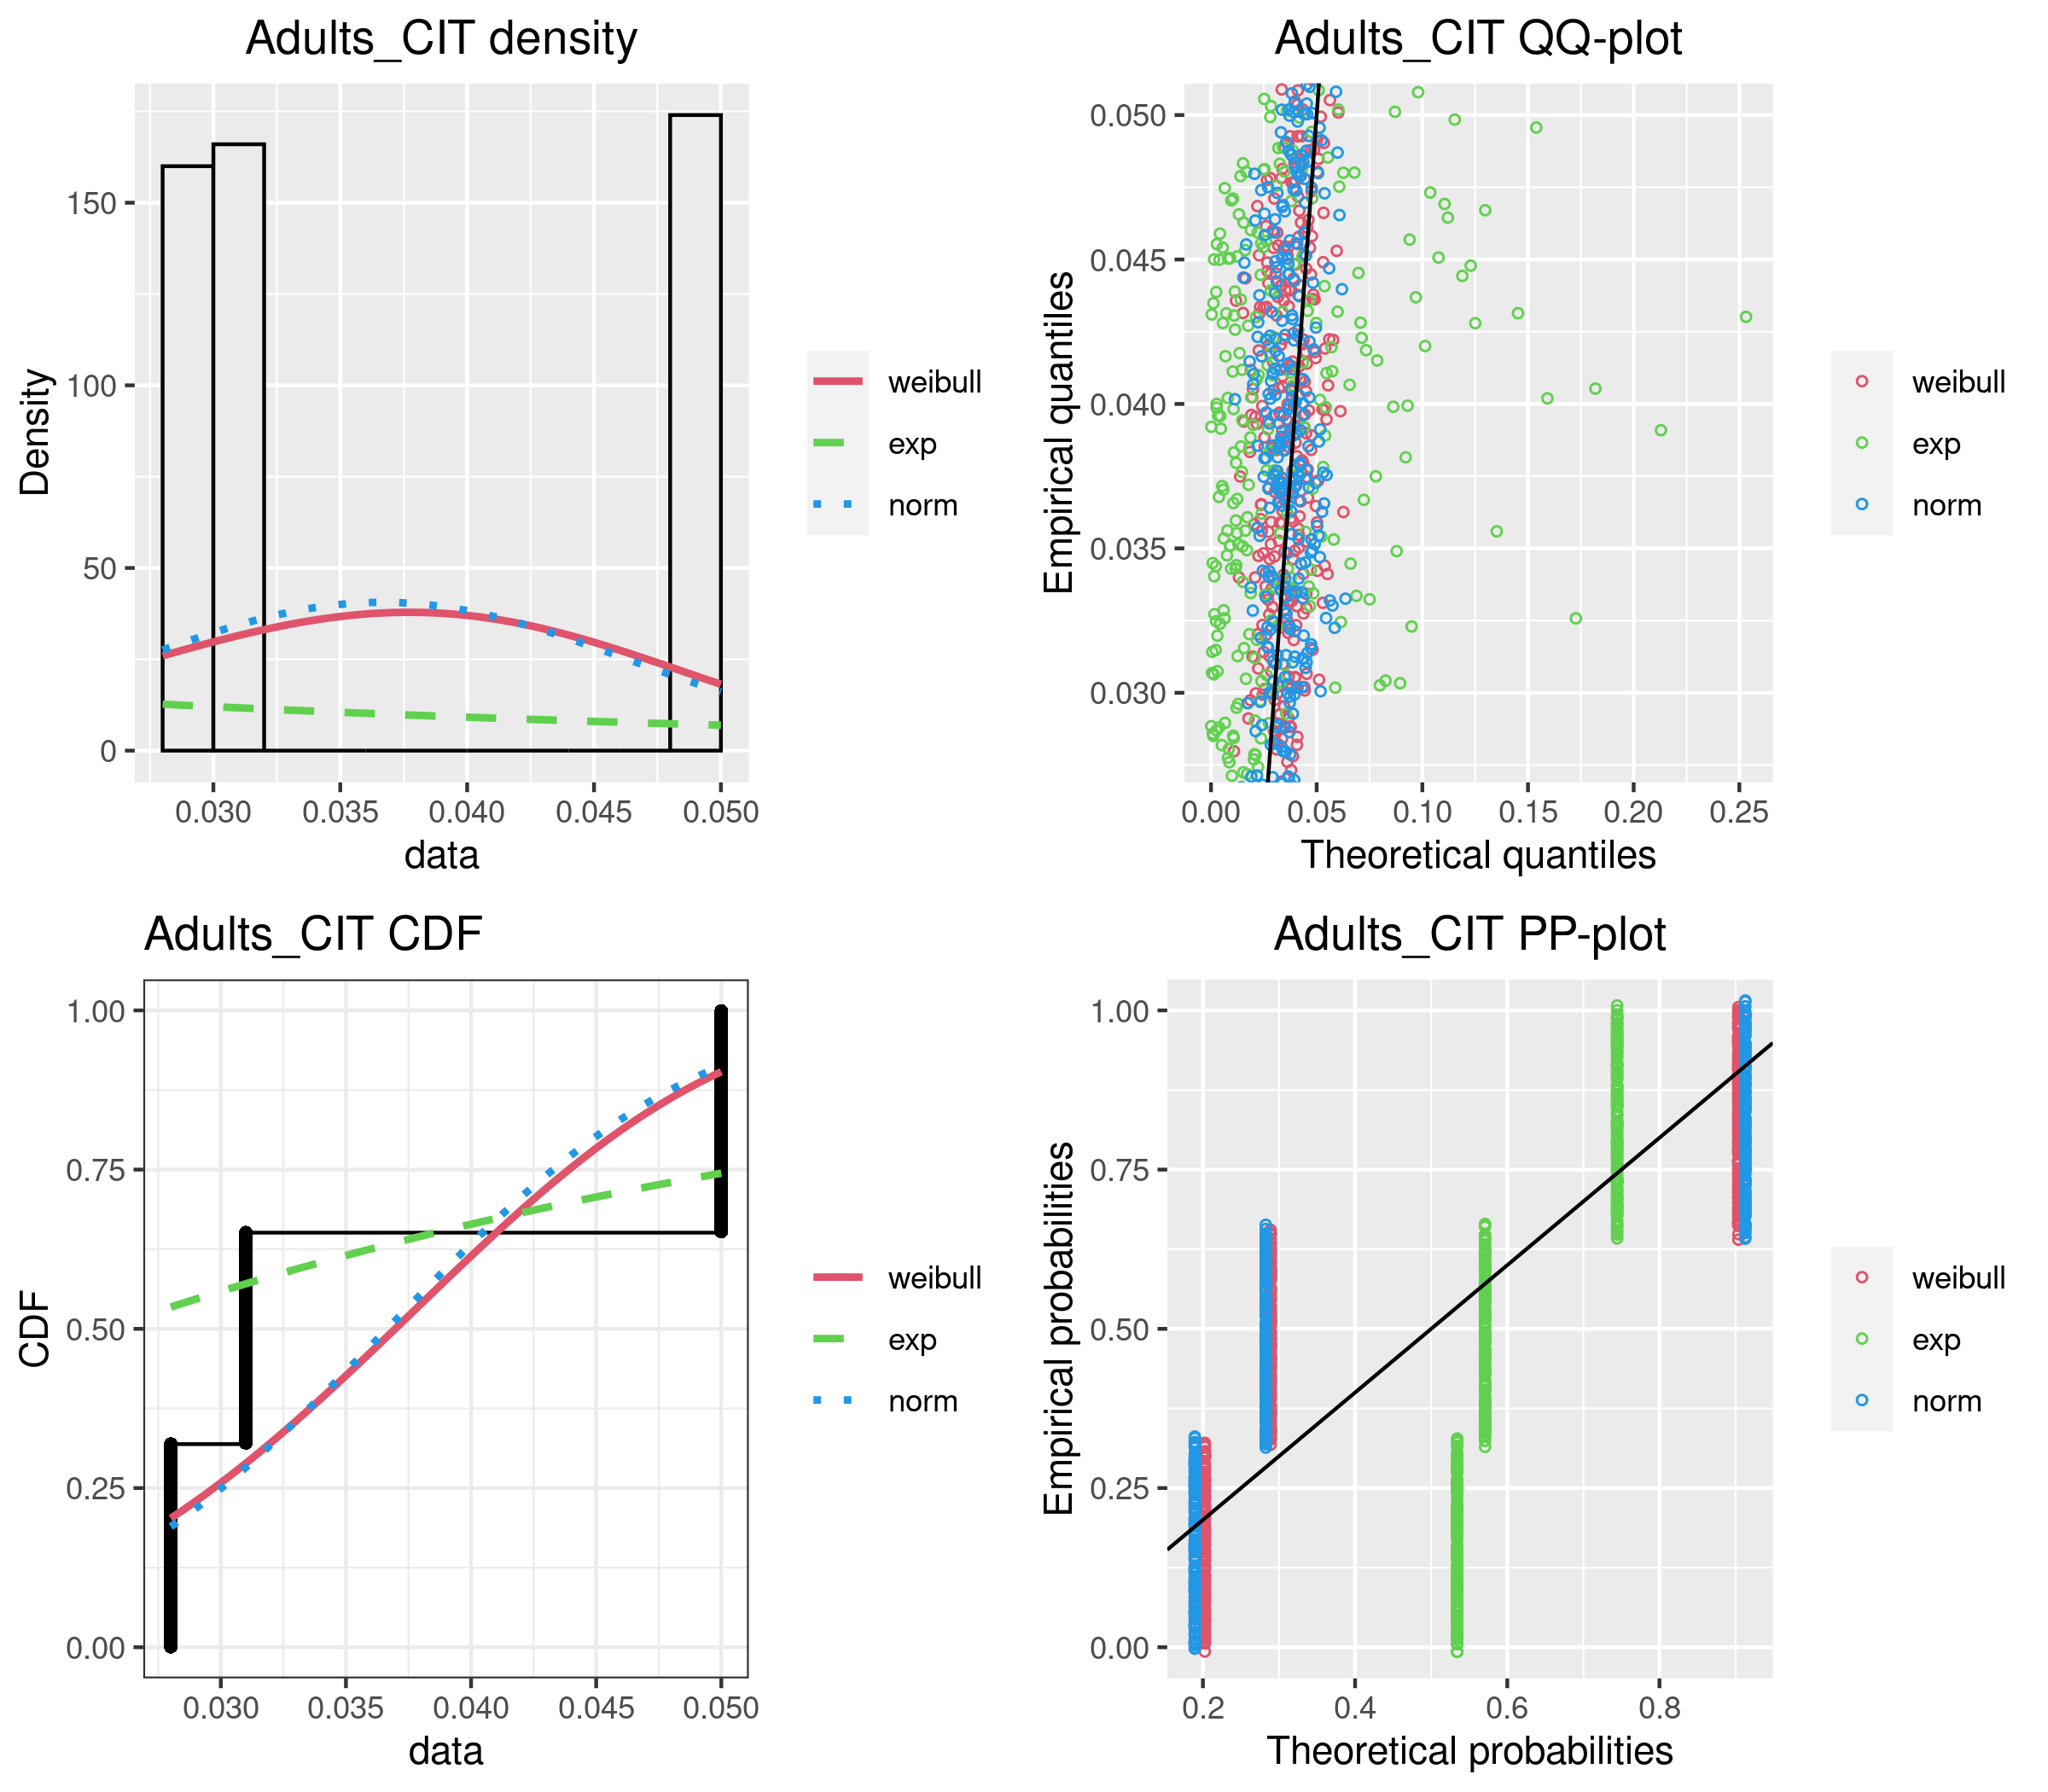 Adults_CIT density
Density
150
100
50
0
0.030 0.035 0.040 0.045 0.050
data
weibull
exp
norm
Adults_CIT QQ-plot
Empirical quantiles
0.050
0.045
0.040
0.035
0.030
0.00 0.05 0.10 0.15 0.20 0.25
Theoretical quantiles
weibull
exp
norm
Adults_CIT CDF
CDF
1.00
0.75
0.50
0.25
0.00
0.030 0.035 0.040 0.045 0.050
data
weibull
exp
norm
Adults_CIT PP-plot
Empirical probabilities
1.00
0.75
0.50
0.25
0.00
0.2 0.4 0.6 0.8
Theoretical probabilities
weibull
exp
norm